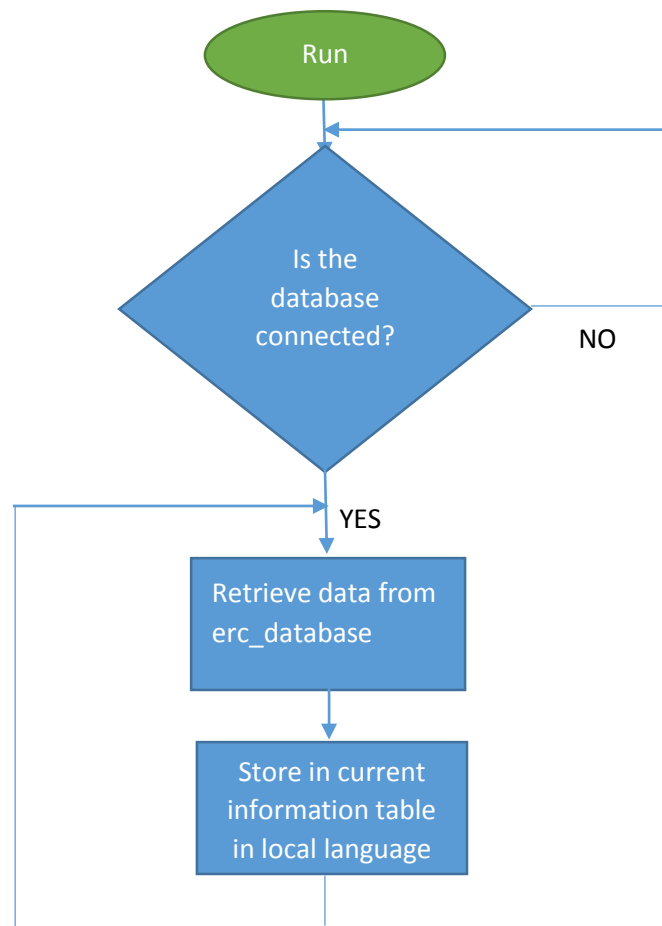 Run
Is the
database
connected?
NO
YES
Retrieve data from
erc_database
Store in current
information table
in local language